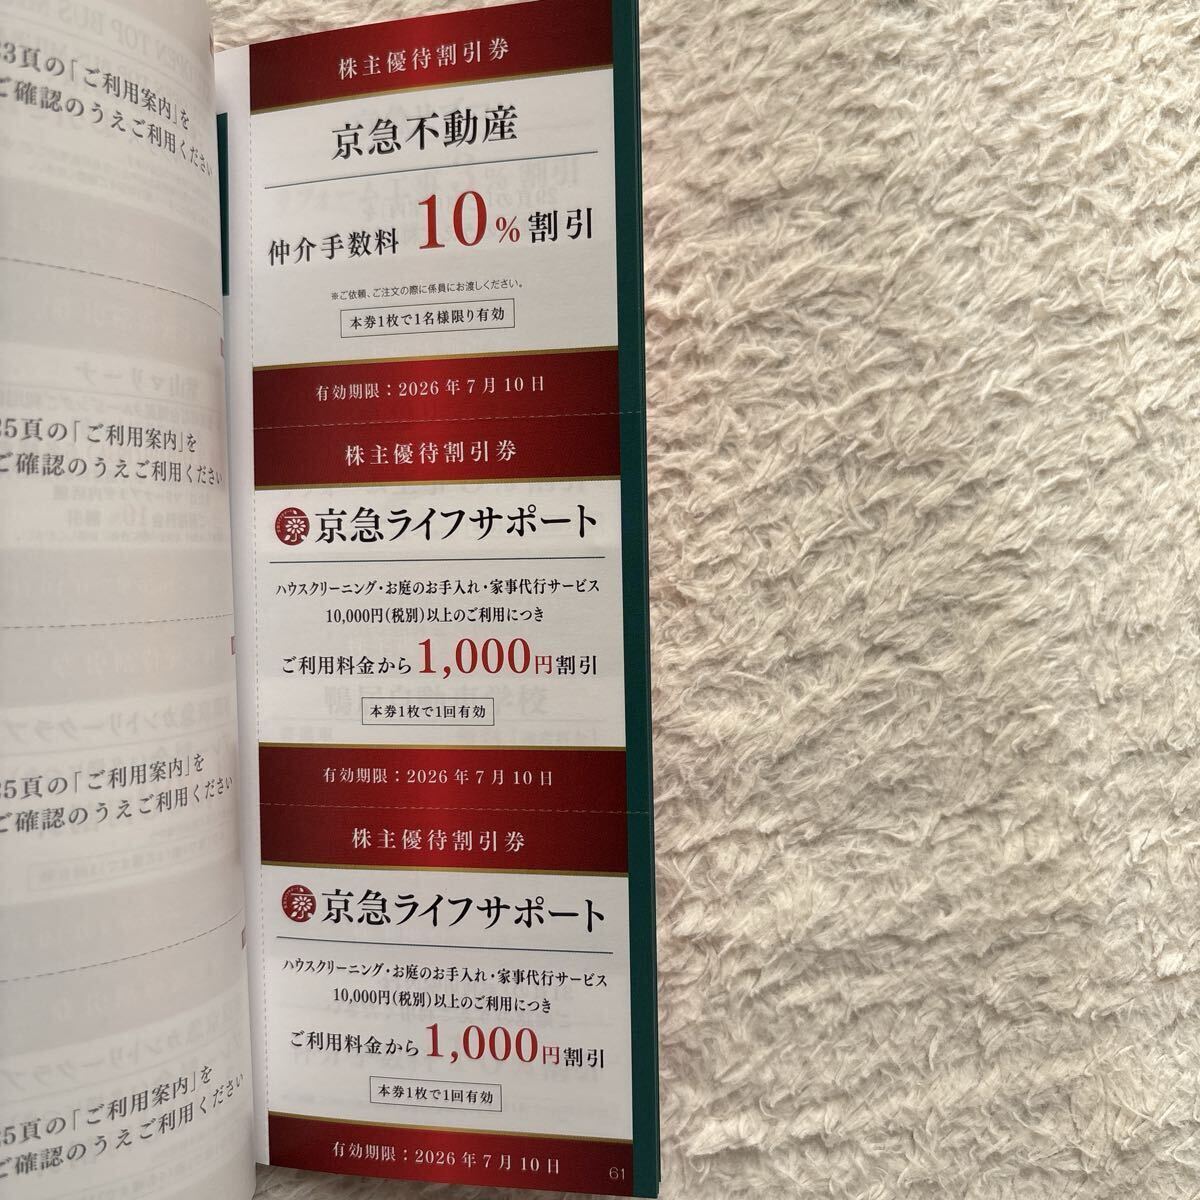 3頁の「ご利用案内」を
ご確認のうえご利用ください
5頁の「ご利用案内」を
ご確認のうえご利用ください
5頁の「ご利用案内」を
ご確認のうえご利用ください
5頁の「ご利用案内」を
ご確認のうえご利用ください
株主優待割引券
京急不動産
仲介手数料 10%割引
※ご依頼、ご注文の際に係員にお渡しください。
本券1枚で1名様限り有効
有効期限：2026年7月10日
株主優待割引券
京急ライフサポート
ハウスクリーニング・お庭のお手入れ・家事代行サービス
10,000円(税別)以上のご利用につき
ご利用料金から1,000円割引
本券1枚で1回有効
有効期限：2026年7月10日
株主優待割引券
京急ライフサポート
ハウスクリーニング・お庭のお手入れ・家事代行サービス
10,000円(税別)以上のご利用につき
ご利用料金から1,000円割引
本券1枚で1回有効
有効期限：2026年7月10日
61